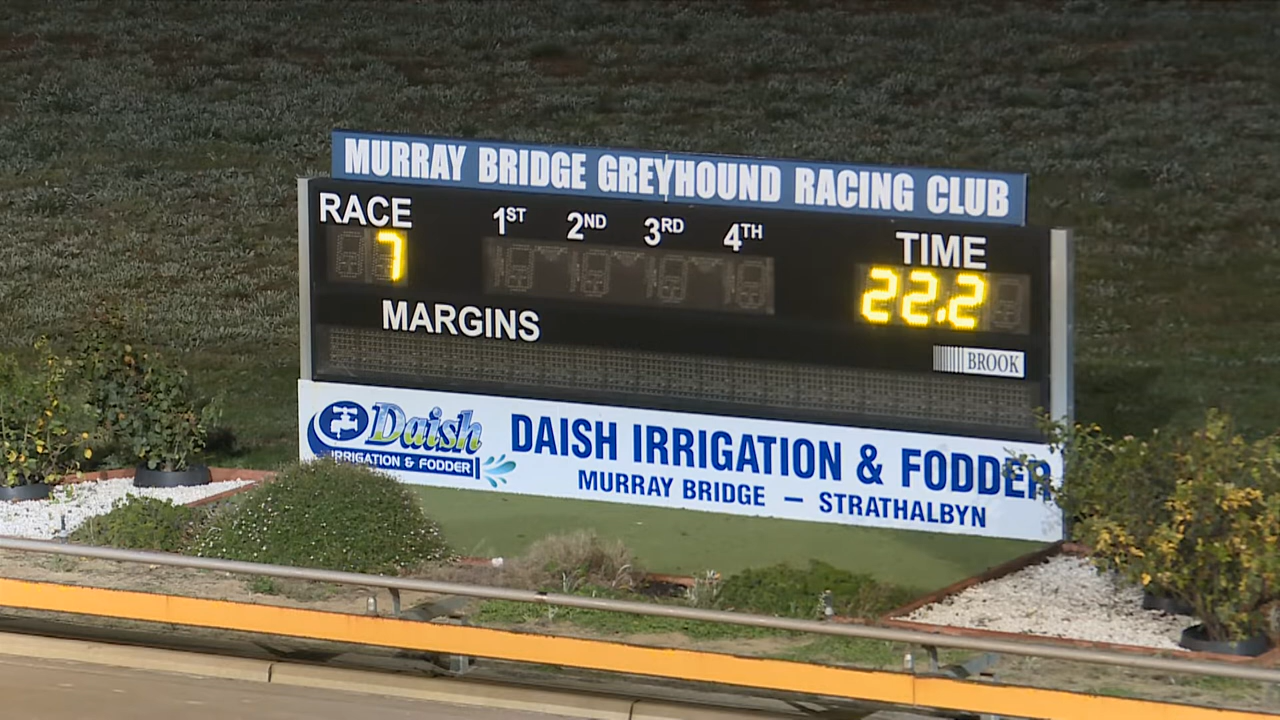 MURRAY BRIDGE GREYHOUND RACING CLUB
RACE 1ST 2ND 3RD 4TH TIME
7 22.2
MARGINS
BROOK
Daish
IRRIGATION & FODDER
DAISH IRRIGATION & FODDER
MURRAY BRIDGE – STRATHALBYN